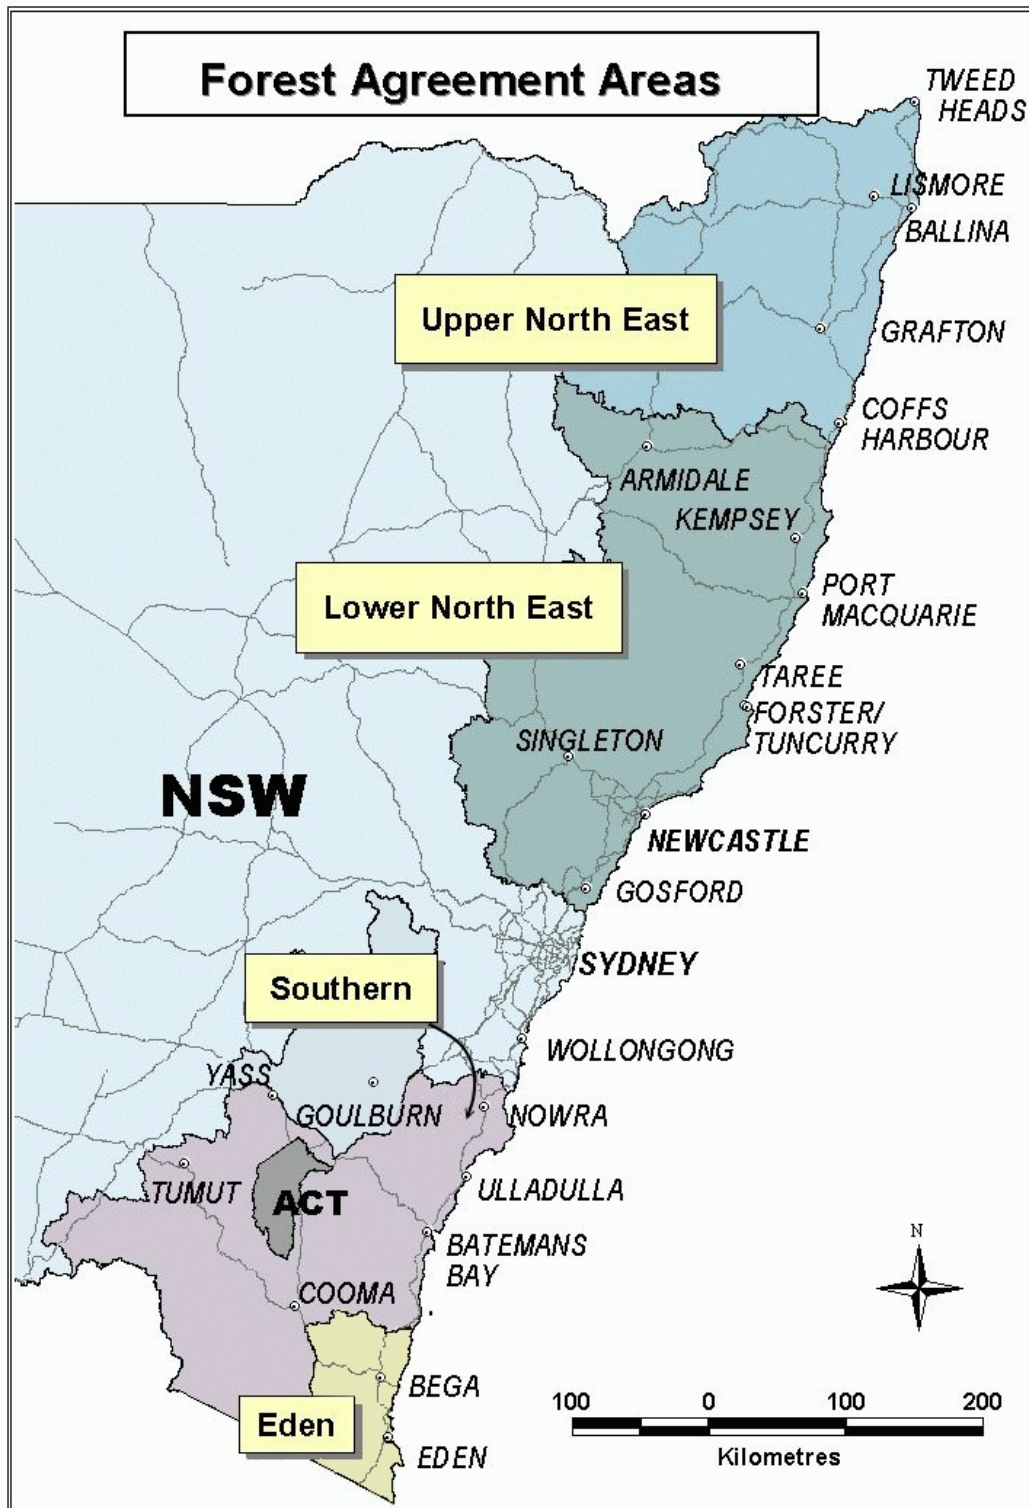 Forest Agreement Areas
TWEED
HEADS
LISMORE
BALLINA
Upper North East
GRAFTON
COFFS
HARBOUR
ARMIDALE
KEMPSEY
Lower North East
PORT
MACQUARIE
TAREE
FORSTER/
TUNCURRY
SINGLETON
NSW
NEWCASTLE
GOSFORD
SYDNEY
Southern
WOLLONGONG
YASS
GOULBURN
NOWRA
TUMUT
ACT
ULLADULLA
BATEMANS
BAY
N
COOMA
BEGA
100 0 100 200
Eden
EDEN
Kilometres